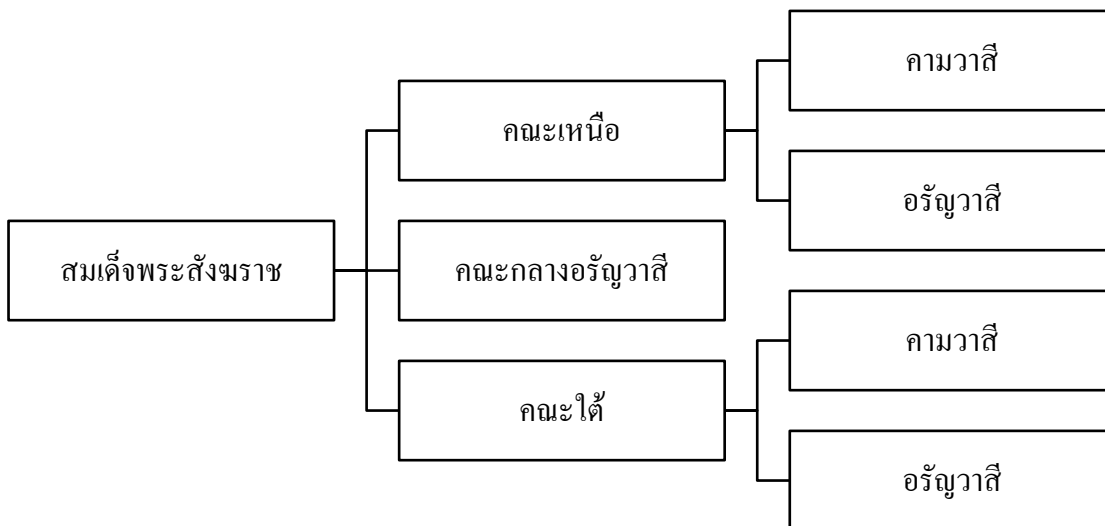 สมเด็จพระสังฆราช
คณะเหนือ
คามวาสี
อรัญวาสี
คณะกลางอรัญวาสี
คณะใต้
คามวาสี
อรัญวาสี